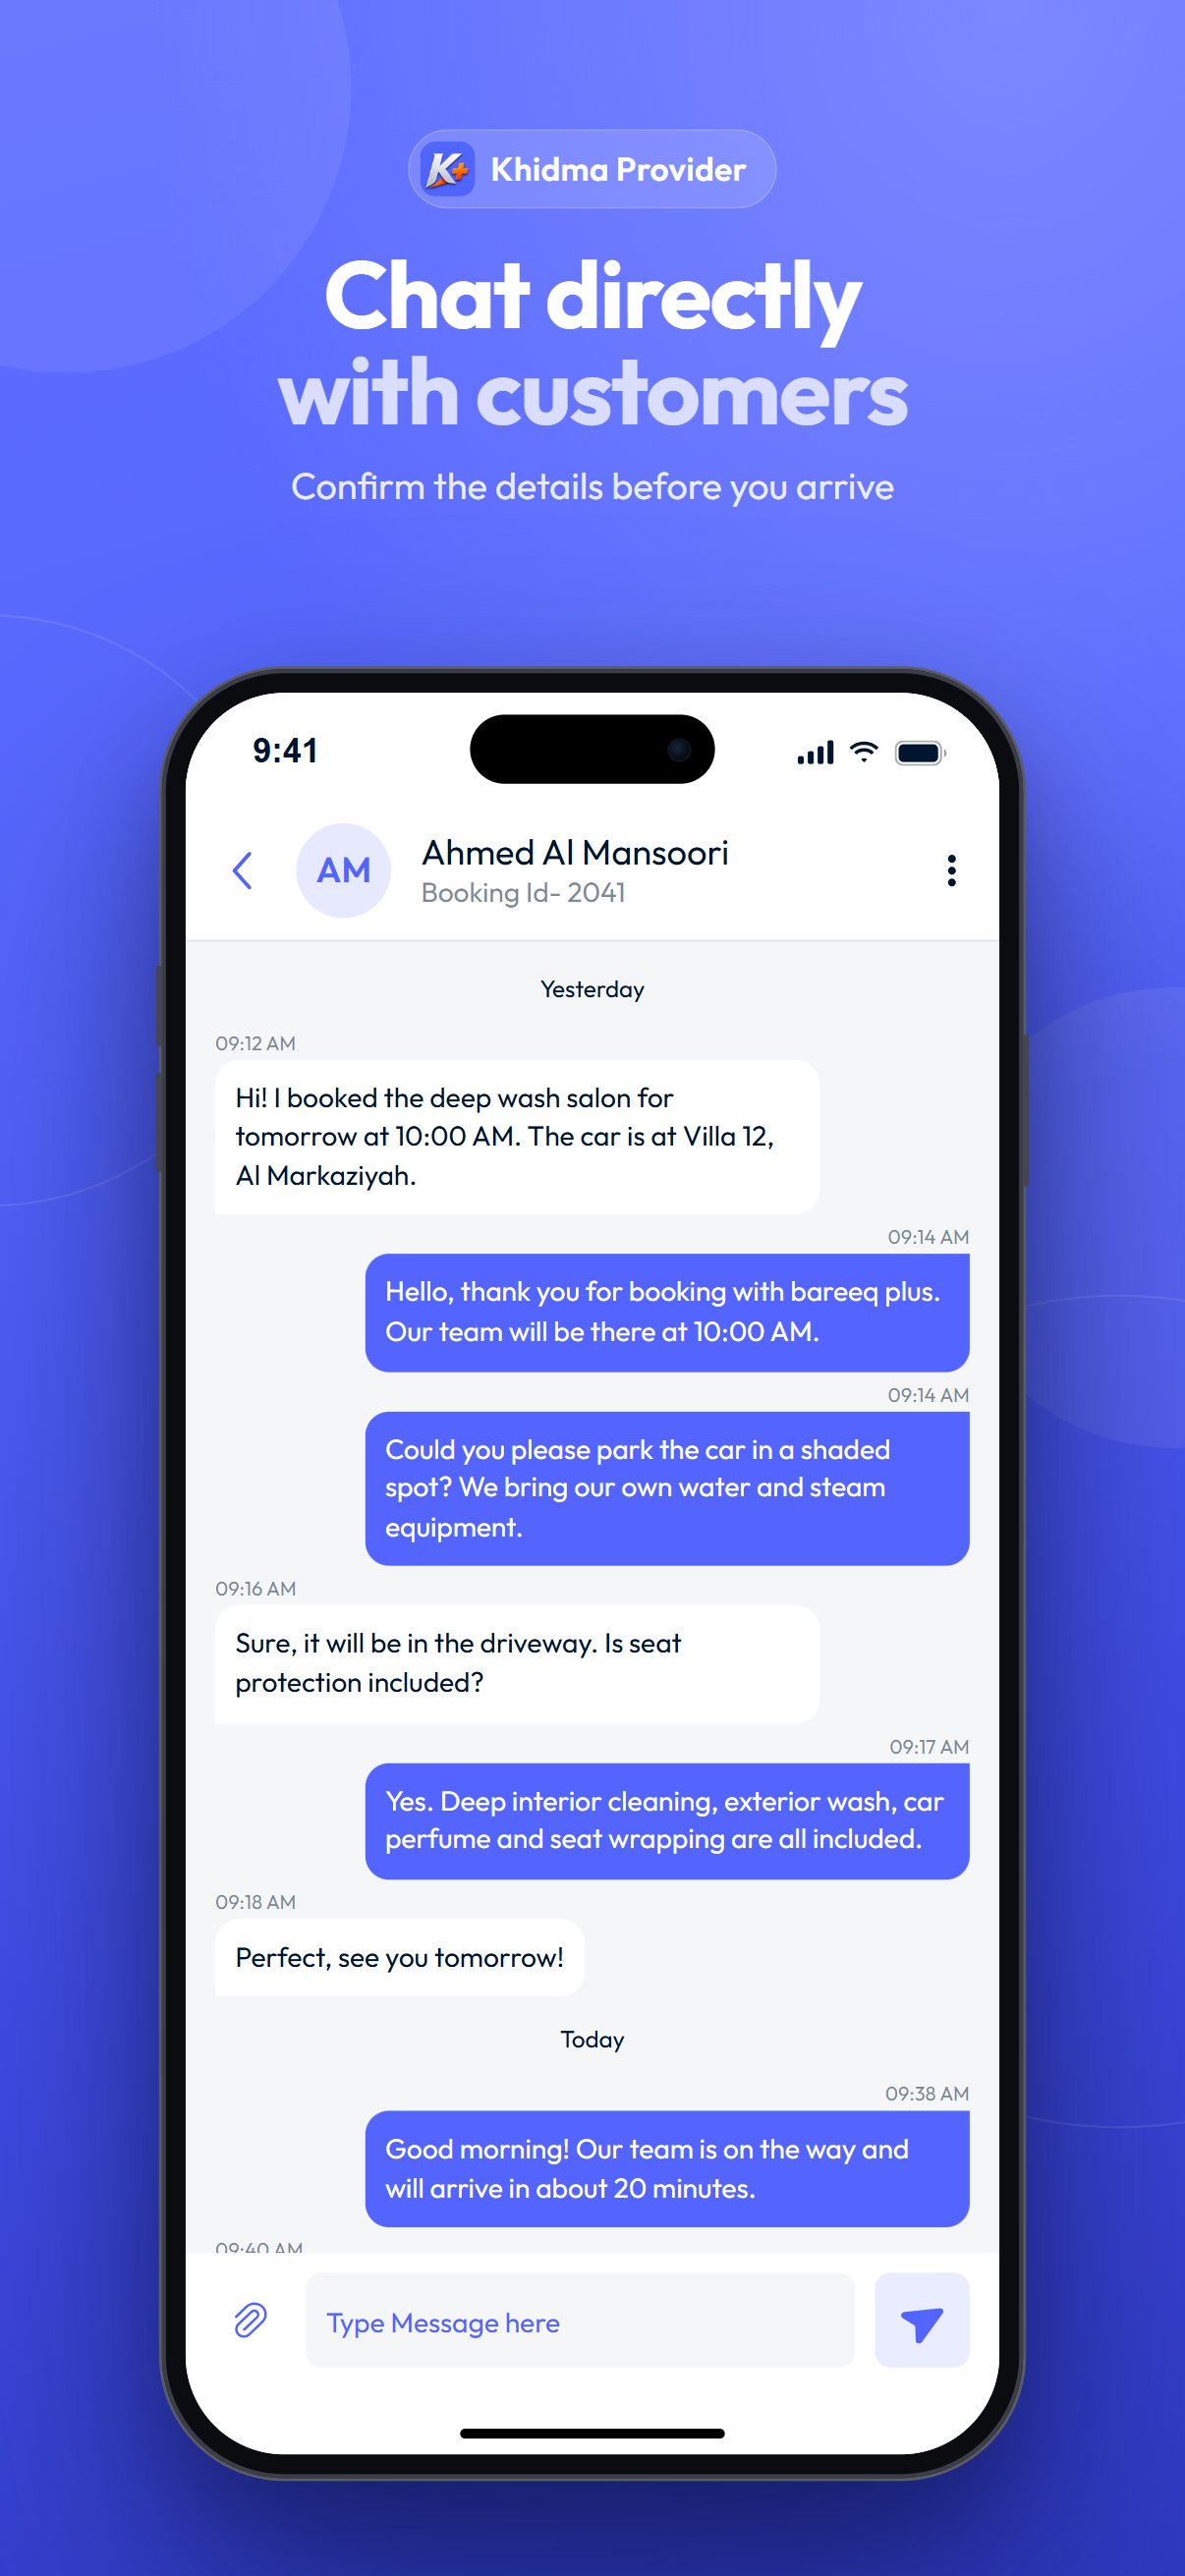 K+ Khidma Provider
Chat directly
with customers
Confirm the details before you arrive
9:41
AM
Ahmed Al Mansoori
Booking Id- 2041
Yesterday
09:12 AM
Hi! I booked the deep wash salon for
tomorrow at 10:00 AM. The car is at Villa 12,
Al Markaziyah.
09:14 AM
Hello, thank you for booking with bareeq plus.
Our team will be there at 10:00 AM.
09:14 AM
Could you please park the car in a shaded
spot? We bring our own water and steam
equipment.
09:16 AM
Sure, it will be in the driveway. Is seat
protection included?
09:17 AM
Yes. Deep interior cleaning, exterior wash, car
perfume and seat wrapping are all included.
09:18 AM
Perfect, see you tomorrow!
Today
09:38 AM
Good morning! Our team is on the way and
will arrive in about 20 minutes.
09:40 AM
Type Message here